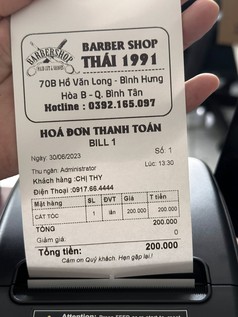 BARBERSHOP
BARBER SHOP
THÁI 1991
70B Hồ Văn Long - Bình Hưng
Hòa B - Q. Bình Tân
Hotline : 0392.165.097
HOÁ ĐƠN THANH TOÁN
BILL 1
Ngày: 30/06/2023 Số: 1
Thu ngân: Administrator Lúc: 13:30
Khách hàng :CHỊ THY
Điện Thoại :0917.66.4444
Mặt hàng SL ĐVT Giá T tiền
CẮT TÓC 1 lần 200.000 200.000
TỔNG 200.000
Giảm giá: 0
Tổng tiền: 200.000
Cảm ơn Quý khách. Hẹn gặp lại!
Attention: